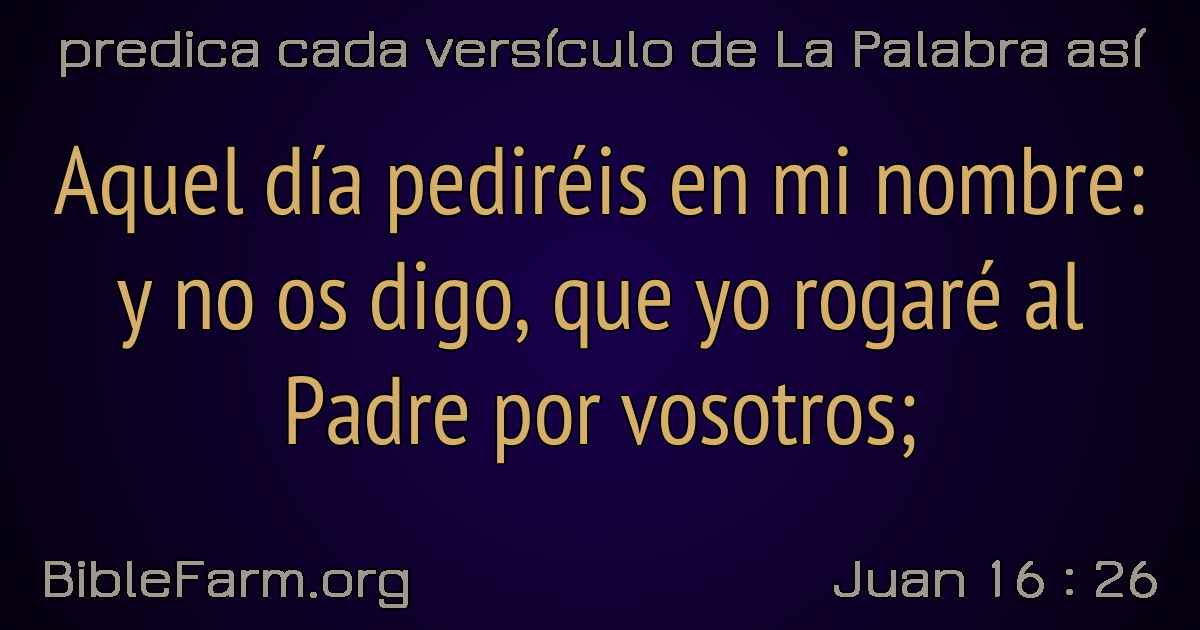 predica cada versículo de La Palabra así
Aquel día pediréis en mi nombre:
y no os digo, que yo rogaré al
Padre por vosotros;
BibleFarm.org
Juan 16 : 26